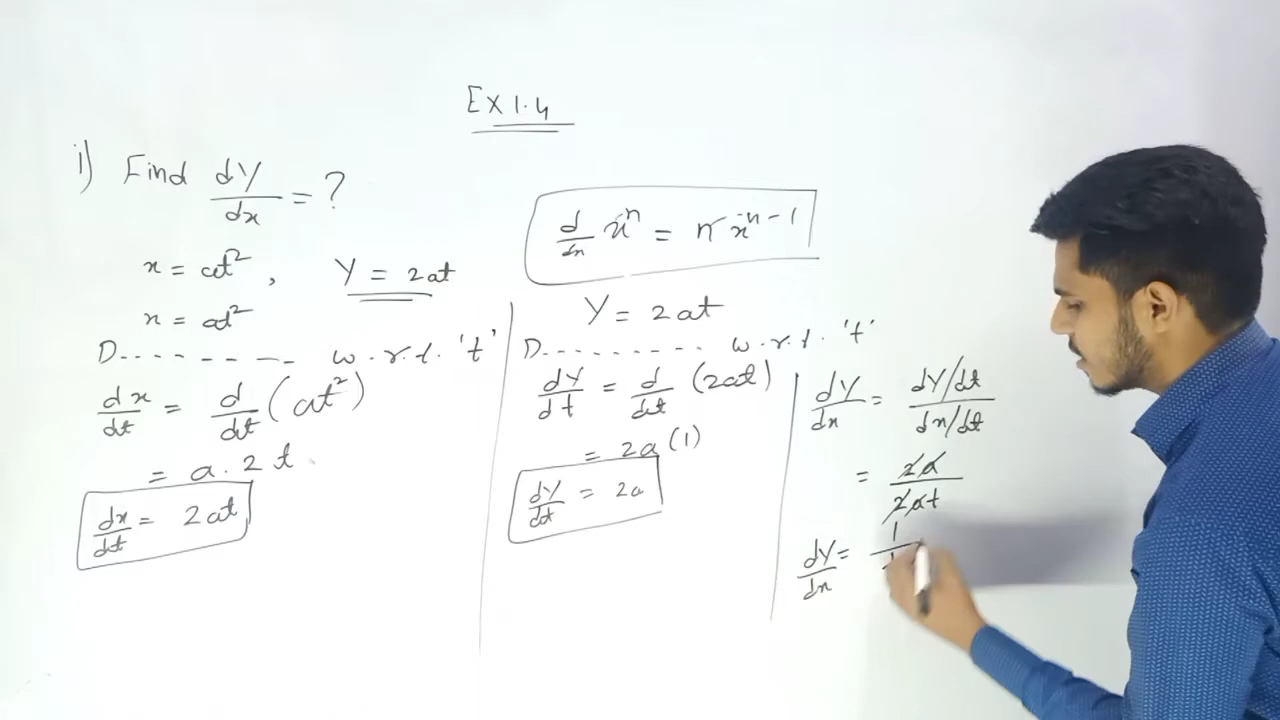 Ex 1.4
i) Find dY/dx = ?
x = at² , Y = 2at
d/dx xⁿ = n xⁿ⁻¹
x = at²
D......... w.r.t. 't'
dx/dt = d/dt (at²)
= a . 2 t
dx/dt = 2at
Y = 2at
D......... w.r.t. 't'
dY/dt = d/dt (2at)
= 2a (1)
dY/dt = 2a
dY/dx = dY/dt / dx/dt
= 2a / 2at
dY/dx = 1/